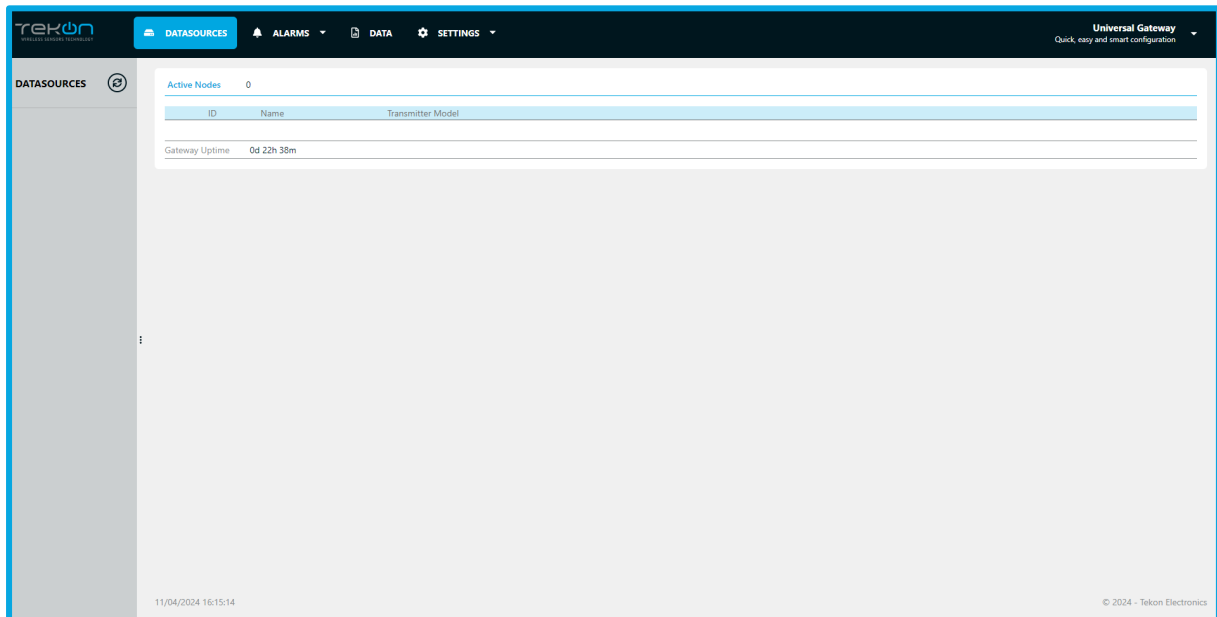 TEKON
WIRELESS SENSORS TECHNOLOGY
DATASOURCES
ALARMS
DATA
SETTINGS
Universal Gateway
Quick, easy and smart configuration
DATASOURCES
Active Nodes 0
ID Name Transmitter Model
Gateway Uptime 0d 22h 38m
11/04/2024 16:15:14
© 2024 - Tekon Electronics